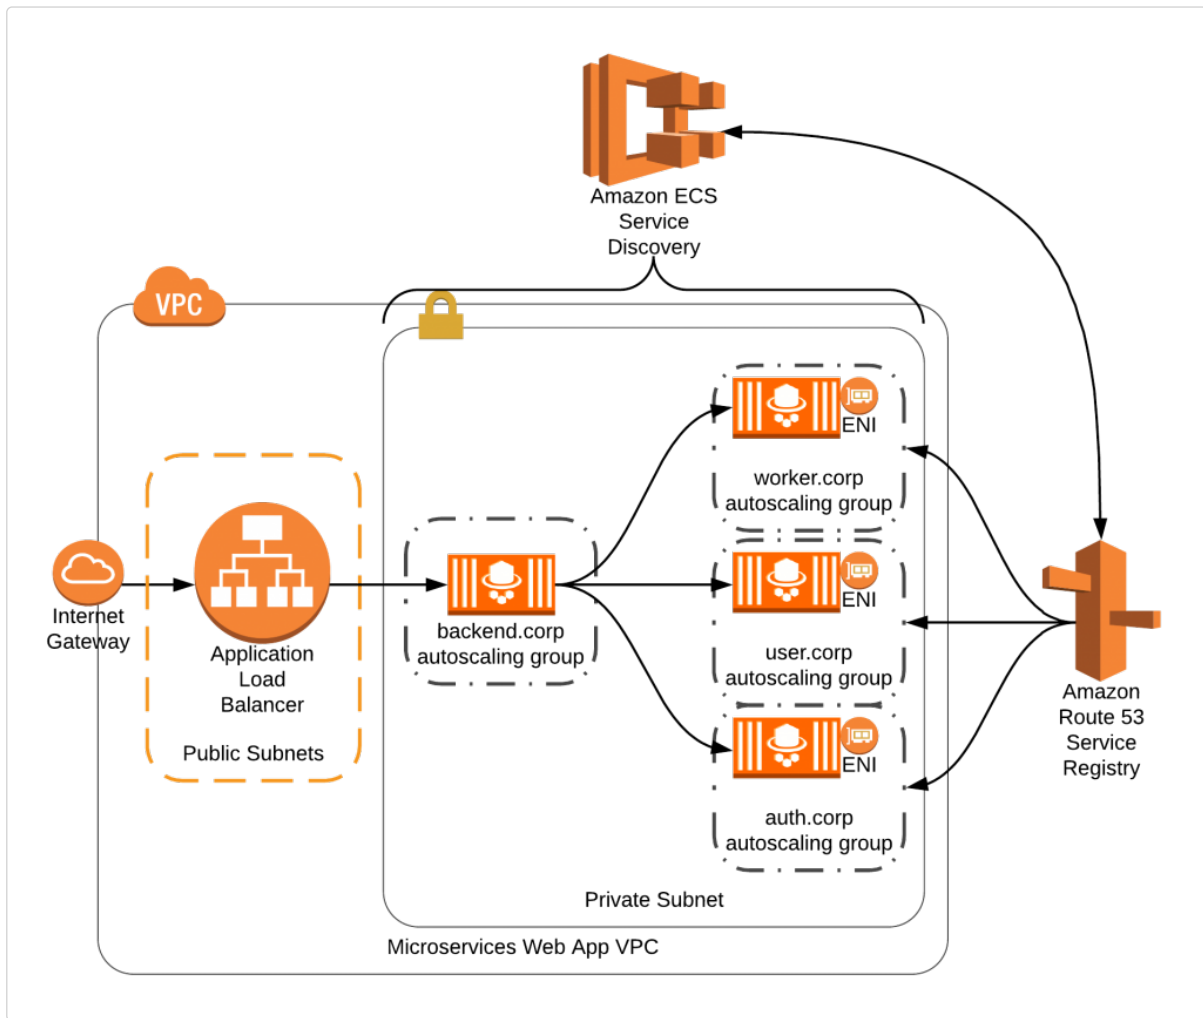 Amazon ECS
Service
Discovery
VPC
ENI
worker.corp
autoscaling group
Internet
Gateway
Application
Load
Balancer
Public Subnets
backend.corp
autoscaling group
ENI
user.corp
autoscaling group
Amazon
Route 53
Service
Registry
ENI
auth.corp
autoscaling group
Private Subnet
Microservices Web App VPC